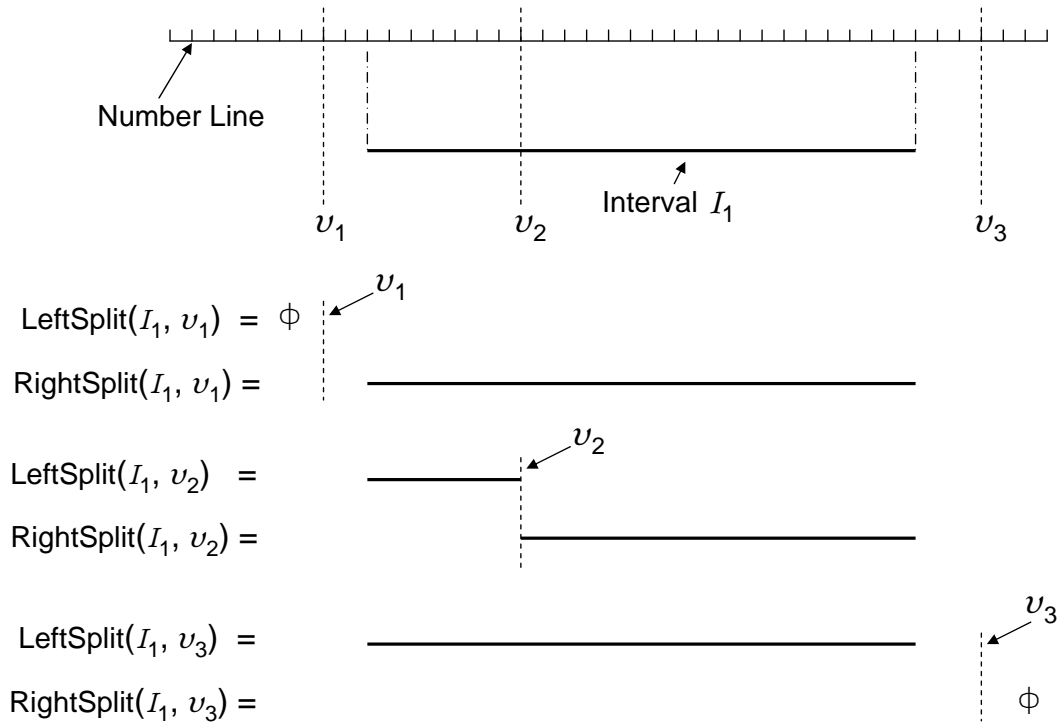 Number Line
Interval I₁
υ₁ υ₂ υ₃
υ₁
LeftSplit(I₁, υ₁) = ϕ
RightSplit(I₁, υ₁) =
υ₂
LeftSplit(I₁, υ₂) =
RightSplit(I₁, υ₂) =
υ₃
LeftSplit(I₁, υ₃) =
RightSplit(I₁, υ₃) = ϕ